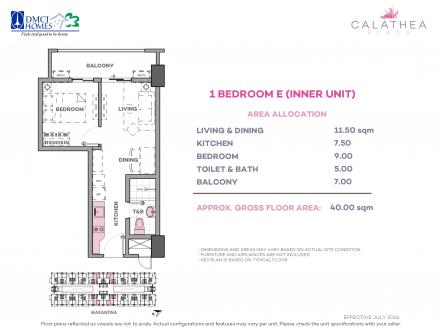 DMCI HOMES
Feels real good to be home.
CALATHEA
PLACE
BALCONY
BEDROOM
LIVING
DINING
KITCHEN
T&B
MARANTINA
1 BEDROOM E (INNER UNIT)
AREA ALLOCATION
LIVING & DINING 11.50 sqm
KITCHEN 7.50
BEDROOM 9.00
TOILET & BATH 5.00
BALCONY 7.00
APPROX. GROSS FLOOR AREA: 40.00 sqm
- DIMENSIONS AND AREAS MAY VARY BASED ON ACTUAL SITE CONDITION.
- FURNITURE AND APPLIANCES ARE NOT INCLUDED.
- KEY PLAN IS BASED ON TYPICAL FLOOR
EFFECTIVE JULY 2016
Floor plans reflected as visuals are not to scale. Actual configurations and features may vary per unit. Please check the unit specifications with your seller.